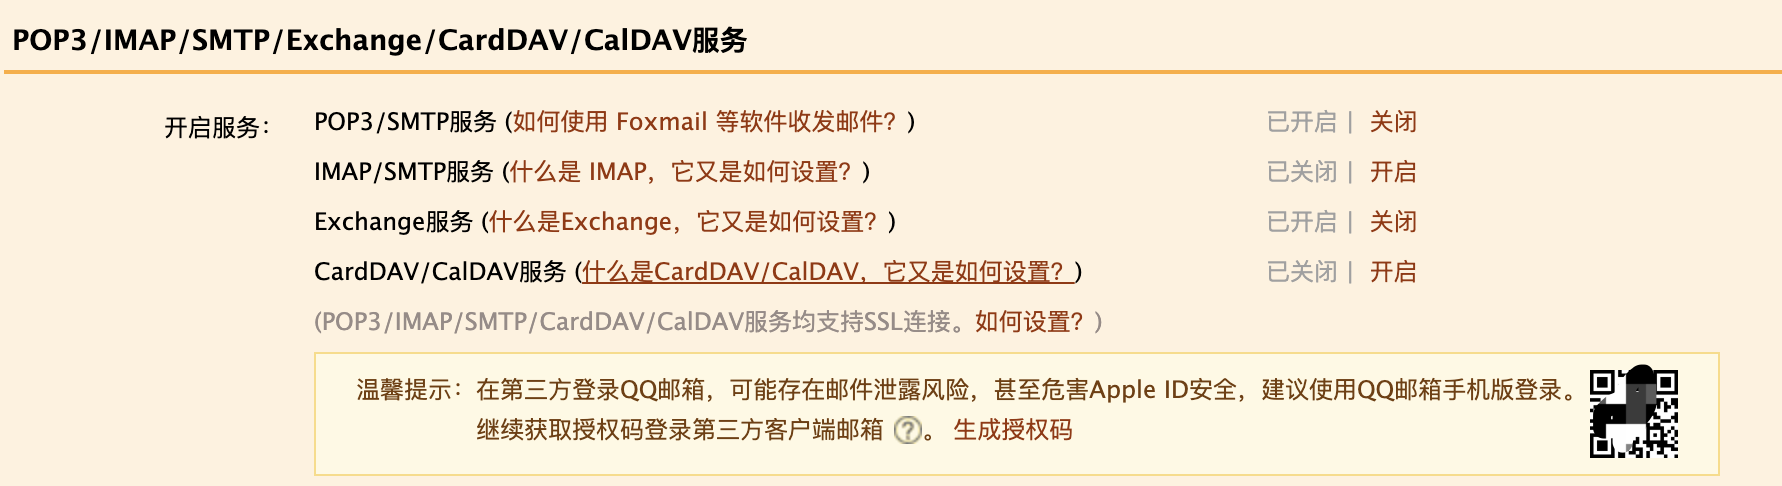 POP3/IMAP/SMTP/Exchange/CardDAV/CalDAV服务
开启服务： POP3/SMTP服务 (如何使用 Foxmail 等软件收发邮件？) 已开启 | 关闭
IMAP/SMTP服务 (什么是 IMAP，它又是如何设置？) 已关闭 | 开启
Exchange服务 (什么是Exchange，它又是如何设置？) 已开启 | 关闭
CardDAV/CalDAV服务 (什么是CardDAV/CalDAV，它又是如何设置？) 已关闭 | 开启
(POP3/IMAP/SMTP/CardDAV/CalDAV服务均支持SSL连接。如何设置？)
温馨提示：在第三方登录QQ邮箱，可能存在邮件泄露风险，甚至危害Apple ID安全，建议使用QQ邮箱手机版登录。
继续获取授权码登录第三方客户端邮箱 ? 。 生成授权码